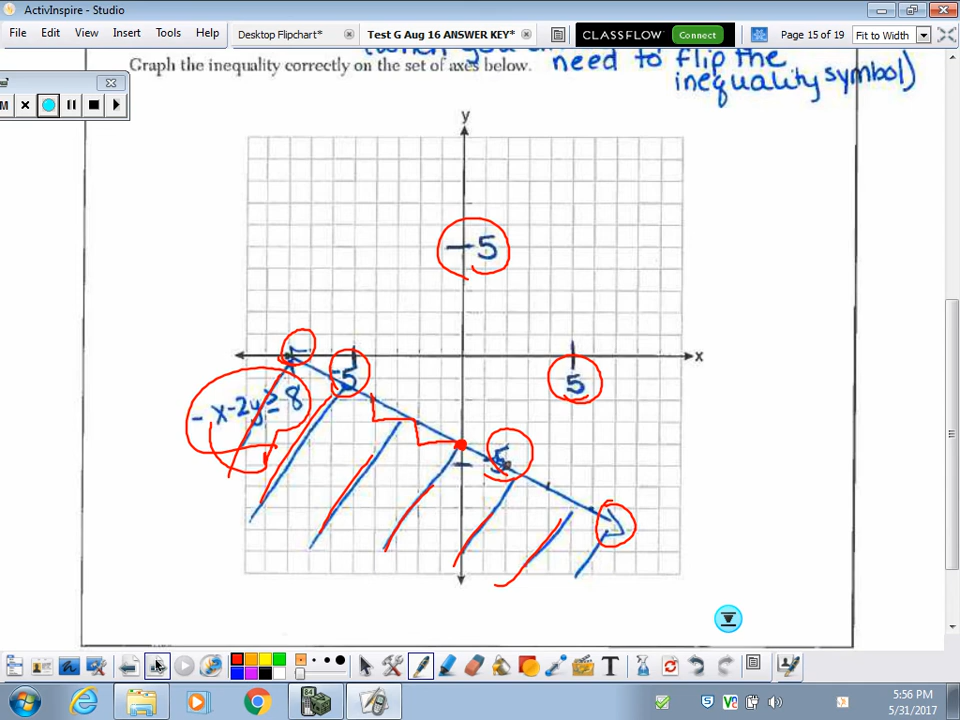 ActivInspire - Studio
File Edit View Insert Tools Help Desktop Flipchart* Test G Aug 16 ANSWER KEY* CLASSFLOW Connect Page 15 of 19 Fit to Width
(when you
Graph the inequality correctly on the set of axes below. need to flip the
inequality symbol)
M
y
5
x
-5
5
-x-2y≥8
-5
T
5:56 PM
5/31/2017